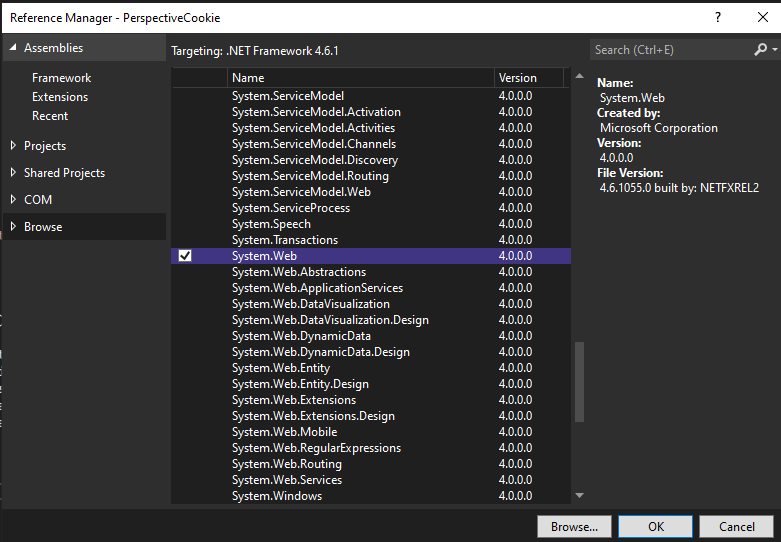 Reference Manager - PerspectiveCookie
Assemblies
Framework
Extensions
Recent
Projects
Shared Projects
COM
Browse
Targeting: .NET Framework 4.6.1
Search (Ctrl+E)
Name Version
System.ServiceModel 4.0.0.0
System.ServiceModel.Activation 4.0.0.0
System.ServiceModel.Activities 4.0.0.0
System.ServiceModel.Channels 4.0.0.0
System.ServiceModel.Discovery 4.0.0.0
System.ServiceModel.Routing 4.0.0.0
System.ServiceModel.Web 4.0.0.0
System.ServiceProcess 4.0.0.0
System.Speech 4.0.0.0
System.Transactions 4.0.0.0
System.Web 4.0.0.0
System.Web.Abstractions 4.0.0.0
System.Web.ApplicationServices 4.0.0.0
System.Web.DataVisualization 4.0.0.0
System.Web.DataVisualization.Design 4.0.0.0
System.Web.DynamicData 4.0.0.0
System.Web.DynamicData.Design 4.0.0.0
System.Web.Entity 4.0.0.0
System.Web.Entity.Design 4.0.0.0
System.Web.Extensions 4.0.0.0
System.Web.Extensions.Design 4.0.0.0
System.Web.Mobile 4.0.0.0
System.Web.RegularExpressions 4.0.0.0
System.Web.Routing 4.0.0.0
System.Web.Services 4.0.0.0
System.Windows 4.0.0.0
Name:
System.Web
Created by:
Microsoft Corporation
Version:
4.0.0.0
File Version:
4.6.1055.0 built by: NETFXREL2
Browse... OK Cancel